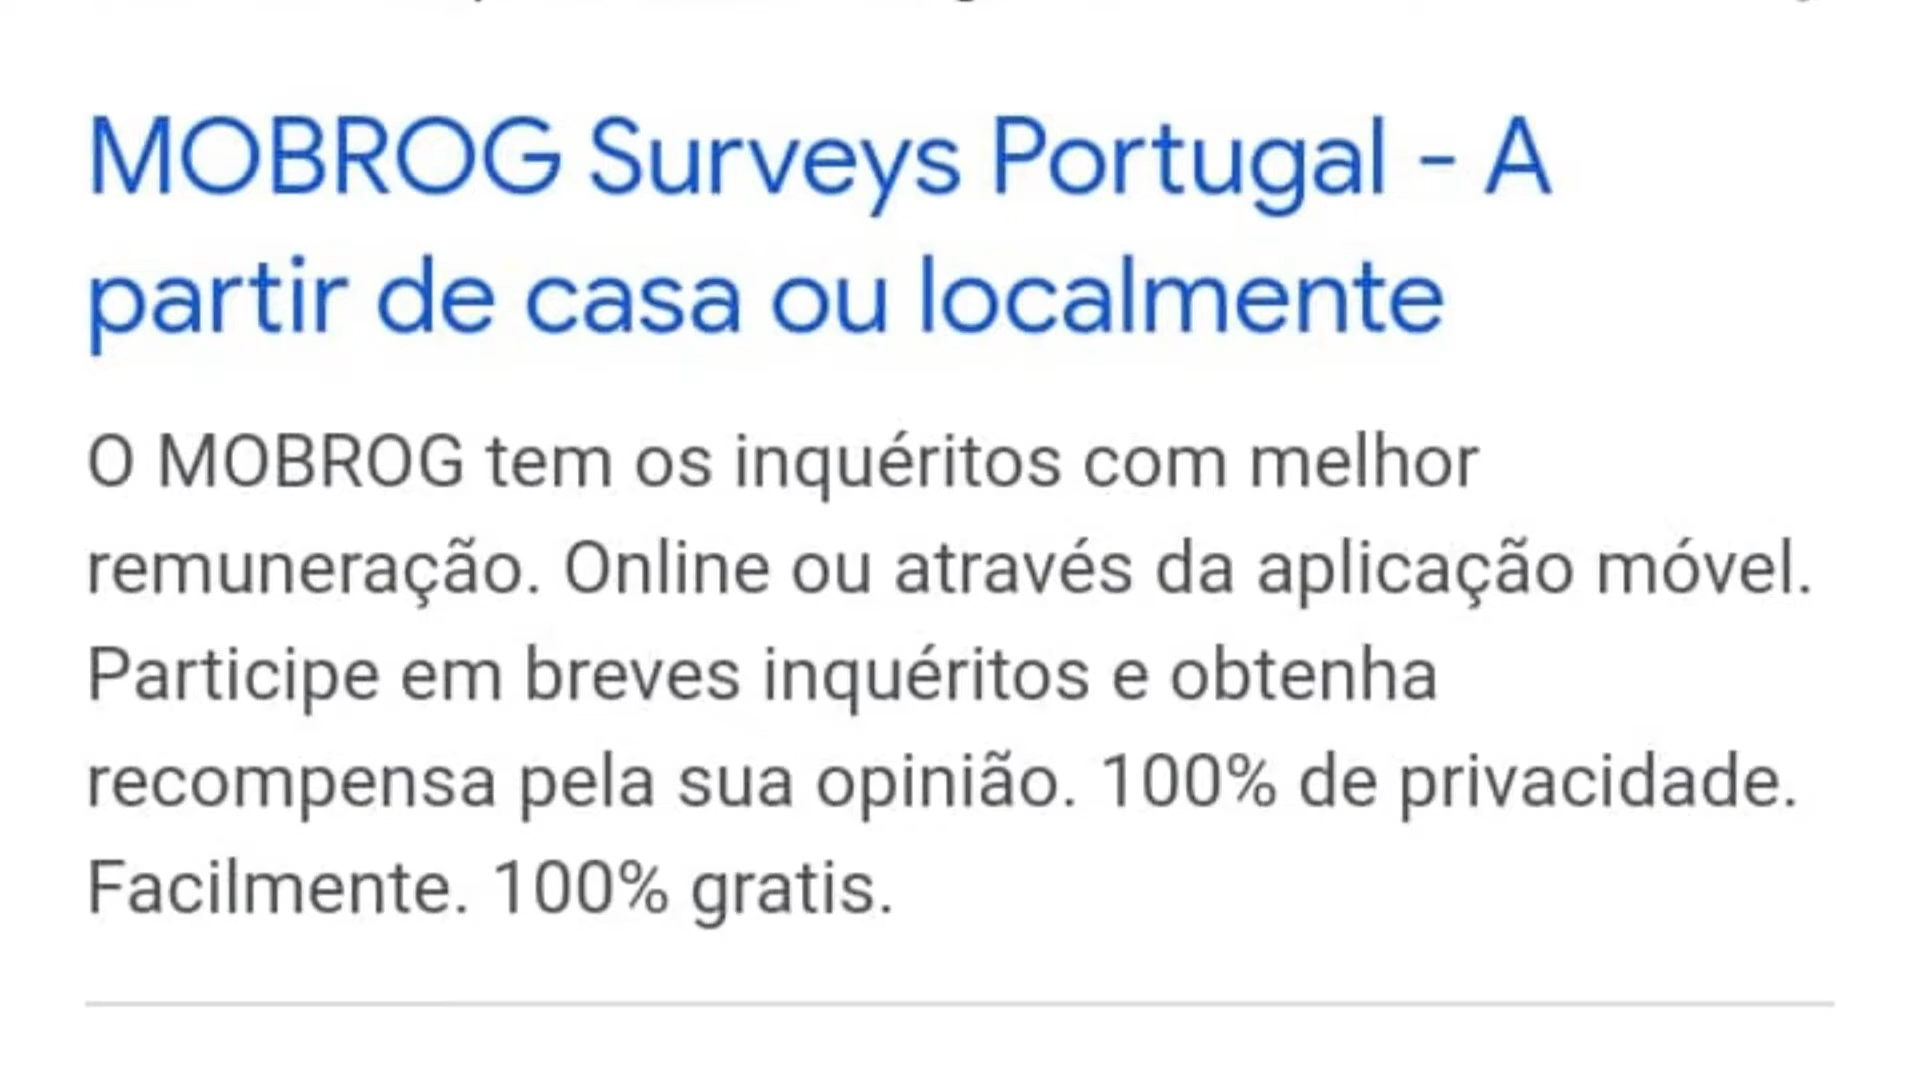 MOBROG Surveys Portugal - A
partir de casa ou localmente
O MOBROG tem os inquéritos com melhor
remuneração. Online ou através da aplicação móvel.
Participe em breves inquéritos e obtenha
recompensa pela sua opinião. 100% de privacidade.
Facilmente. 100% gratis.